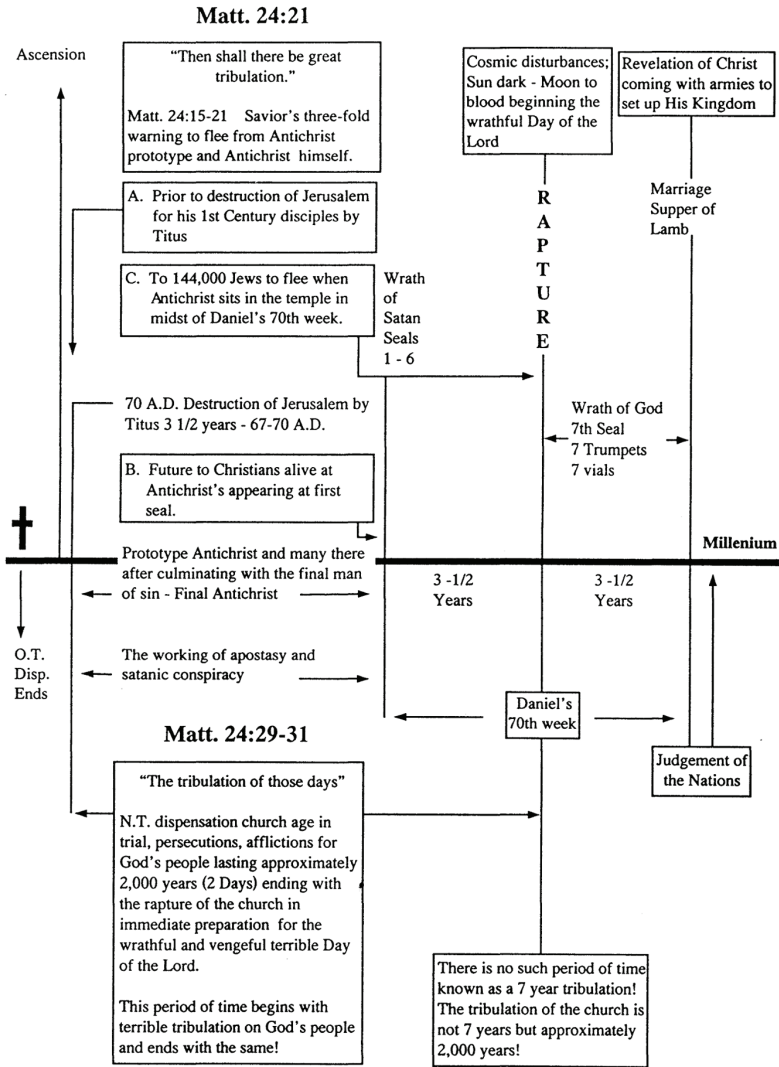 Matt. 24:21
Ascension
“Then shall there be great
tribulation.”
Matt. 24:15-21 Savior’s three-fold
warning to flee from Antichrist
prototype and Antichrist himself.
Cosmic disturbances;
Sun dark - Moon to
blood beginning the
wrathful Day of the
Lord
Revelation of Christ
coming with armies to
set up His Kingdom
A. Prior to destruction of Jerusalem
for his 1st Century disciples by
Titus
R
A
P
T
U
R
E
Marriage
Supper of
Lamb
C. To 144,000 Jews to flee when
Antichrist sits in the temple in
midst of Daniel’s 70th week.
Wrath
of
Satan
Seals
1 - 6
70 A.D. Destruction of Jerusalem by
Titus 3 1/2 years - 67-70 A.D.
Wrath of God
7th Seal
7 Trumpets
7 vials
B. Future to Christians alive at
Antichrist’s appearing at first
seal.
Millenium
Prototype Antichrist and many there
after culminating with the final man
of sin - Final Antichrist
3 -1/2
Years
3 -1/2
Years
O.T.
Disp.
Ends
The working of apostasy and
satanic conspiracy
Daniel’s
70th week
Matt. 24:29-31
Judgement of
the Nations
“The tribulation of those days”
N.T. dispensation church age in
trial, persecutions, afflictions for
God’s people lasting approximately
2,000 years (2 Days) ending with
the rapture of the church in
immediate preparation for the
wrathful and vengeful terrible Day
of the Lord.
This period of time begins with
terrible tribulation on God’s people
and ends with the same!
There is no such period of time
known as a 7 year tribulation!
The tribulation of the church is
not 7 years but approximately
2,000 years!